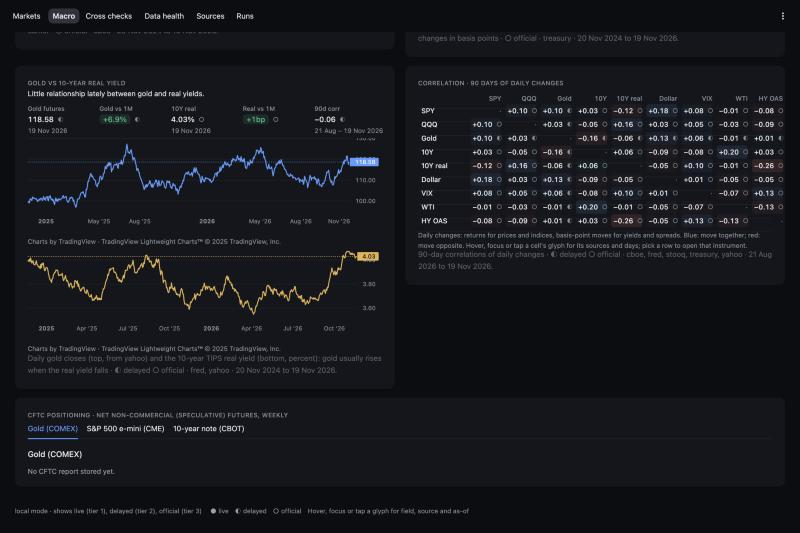 Markets Macro Cross checks Data health Sources Runs
changes in basis points · ○ official · treasury · 20 Nov 2024 to 19 Nov 2026.
GOLD VS 10-YEAR REAL YIELD
Little relationship lately between gold and real yields.
Gold futures Gold vs 1M 10Y real Real vs 1M 90d corr
118.58 +6.9% 4.03% +1bp −0.06
19 Nov 2026 19 Nov 2026 21 Aug – 19 Nov 2026
118.58
110.00
100.00
2025 May '25 Aug '25 2026 May '26 Aug '26 Nov '26
Charts by TradingView · TradingView Lightweight Charts™ © 2025 TradingView, Inc.
4.03
3.80
3.60
2025 Apr '25 Jul '25 Oct '25 2026 Apr '26 Jul '26 Oct '26
Charts by TradingView · TradingView Lightweight Charts™ © 2025 TradingView, Inc.
Daily gold closes (top, from yahoo) and the 10-year TIPS real yield (bottom, percent): gold usually rises
when the real yield falls · ◐ delayed ○ official · fred, yahoo · 20 Nov 2024 to 19 Nov 2026.
CORRELATION · 90 DAYS OF DAILY CHANGES
SPY QQQ Gold 10Y 10Y real Dollar VIX WTI HY OAS
SPY · +0.10 +0.10 +0.03 −0.12 +0.18 +0.08 −0.01 −0.08
QQQ +0.10 · +0.03 −0.05 +0.16 +0.03 +0.05 −0.03 −0.09
Gold +0.10 +0.03 · −0.16 −0.06 +0.13 −0.06 −0.01 +0.01
10Y +0.03 −0.05 −0.16 · +0.06 −0.09 −0.08 +0.20 +0.03
10Y real −0.12 +0.16 −0.06 +0.06 · −0.05 +0.10 −0.01 −0.26
Dollar +0.18 +0.03 +0.13 −0.09 −0.05 · +0.01 −0.05 −0.05
VIX +0.08 +0.05 −0.06 −0.08 +0.10 +0.01 · −0.07 +0.13
WTI −0.01 −0.03 −0.01 +0.20 −0.01 −0.05 −0.07 · −0.13
HY OAS −0.08 −0.09 +0.01 +0.03 −0.26 −0.05 +0.13 −0.13 ·
Daily changes: returns for prices and indices, basis-point moves for yields and spreads. Blue: move together; red:
move opposite. Hover, focus or tap a cell's glyph for its sources and days; pick a row to open that instrument.
90-day correlations of daily changes · ◐ delayed ○ official · cboe, fred, stooq, treasury, yahoo · 21 Aug
2026 to 19 Nov 2026.
CFTC POSITIONING · NET NON-COMMERCIAL (SPECULATIVE) FUTURES, WEEKLY
Gold (COMEX) S&P 500 e-mini (CME) 10-year note (CBOT)
Gold (COMEX)
No CFTC report stored yet.
local mode · shows live (tier 1), delayed (tier 2), official (tier 3) ● live ◐ delayed ○ official Hover, focus or tap a glyph for field, source and as-of